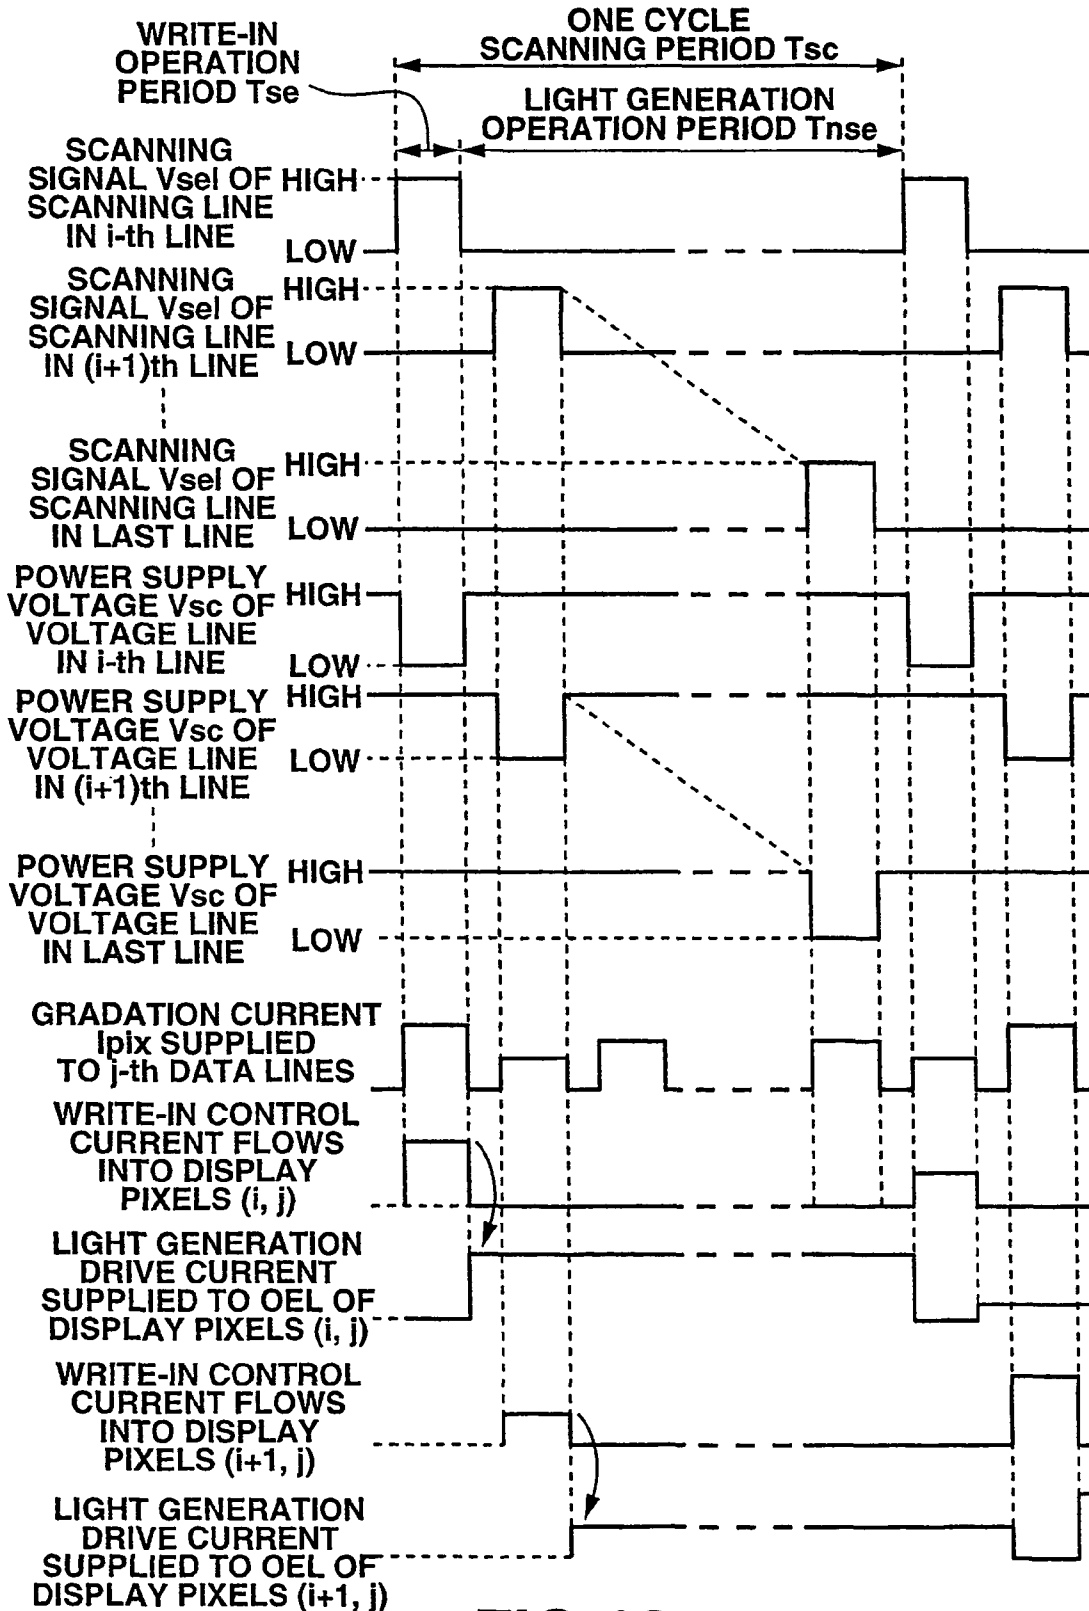 ONE CYCLE
SCANNING PERIOD Tsc
WRITE-IN
OPERATION
PERIOD Tse
LIGHT GENERATION
OPERATION PERIOD Tnse
SCANNING
SIGNAL Vsel OF
SCANNING LINE
IN i-th LINE
HIGH
LOW
SCANNING
SIGNAL Vsel OF
SCANNING LINE
IN (i+1)th LINE
HIGH
LOW
SCANNING
SIGNAL Vsel OF
SCANNING LINE
IN LAST LINE
HIGH
LOW
POWER SUPPLY
VOLTAGE Vsc OF
VOLTAGE LINE
IN i-th LINE
HIGH
LOW
POWER SUPPLY
VOLTAGE Vsc OF
VOLTAGE LINE
IN (i+1)th LINE
HIGH
LOW
POWER SUPPLY
VOLTAGE Vsc OF
VOLTAGE LINE
IN LAST LINE
HIGH
LOW
GRADATION CURRENT
Ipix SUPPLIED
TO j-th DATA LINES
WRITE-IN CONTROL
CURRENT FLOWS
INTO DISPLAY
PIXELS (i, j)
LIGHT GENERATION
DRIVE CURRENT
SUPPLIED TO OEL OF
DISPLAY PIXELS (i, j)
WRITE-IN CONTROL
CURRENT FLOWS
INTO DISPLAY
PIXELS (i+1, j)
LIGHT GENERATION
DRIVE CURRENT
SUPPLIED TO OEL OF
DISPLAY PIXELS (i+1, j)